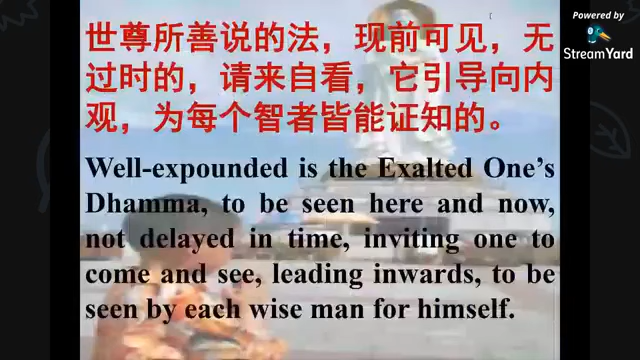 Powered by
StreamYard
世尊所善说的法，现前可见，无
过时的，请来自看，它引导向内
观，为每个智者皆能证知的。
Well-expounded is the Exalted One’s
Dhamma, to be seen here and now,
not delayed in time, inviting one to
come and see, leading inwards, to be
seen by each wise man for himself.